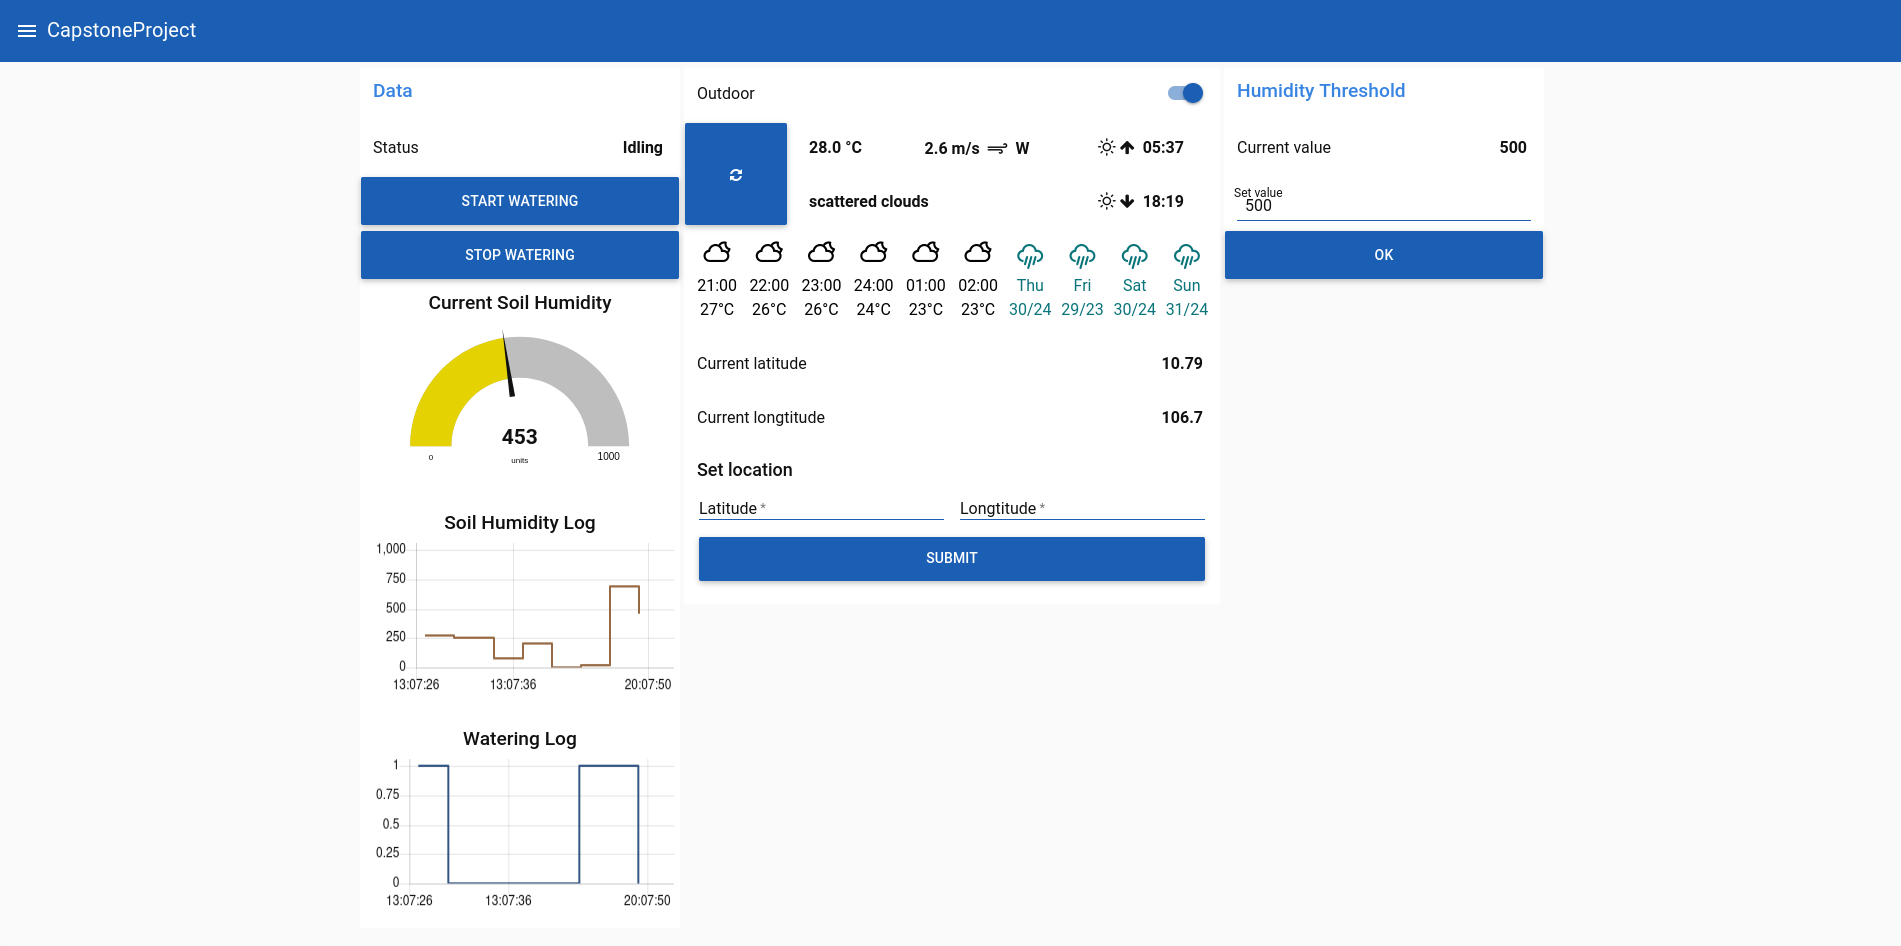 CapstoneProject
Data
Status Idling
START WATERING
STOP WATERING
Current Soil Humidity
453
0 units 1000
Soil Humidity Log
1,000
750
500
250
0
13:07:26 13:07:36 20:07:50
Watering Log
1
0.75
0.5
0.25
0
13:07:26 13:07:36 20:07:50
Outdoor
28.0 °C 2.6 m/s W 05:37
scattered clouds 18:19
21:00 22:00 23:00 24:00 01:00 02:00 Thu Fri Sat Sun
27°C 26°C 26°C 24°C 23°C 23°C 30/24 29/23 30/24 31/24
Current latitude 10.79
Current longtitude 106.7
Set location
Latitude * Longtitude *
SUBMIT
Humidity Threshold
Current value 500
Set value
500
OK